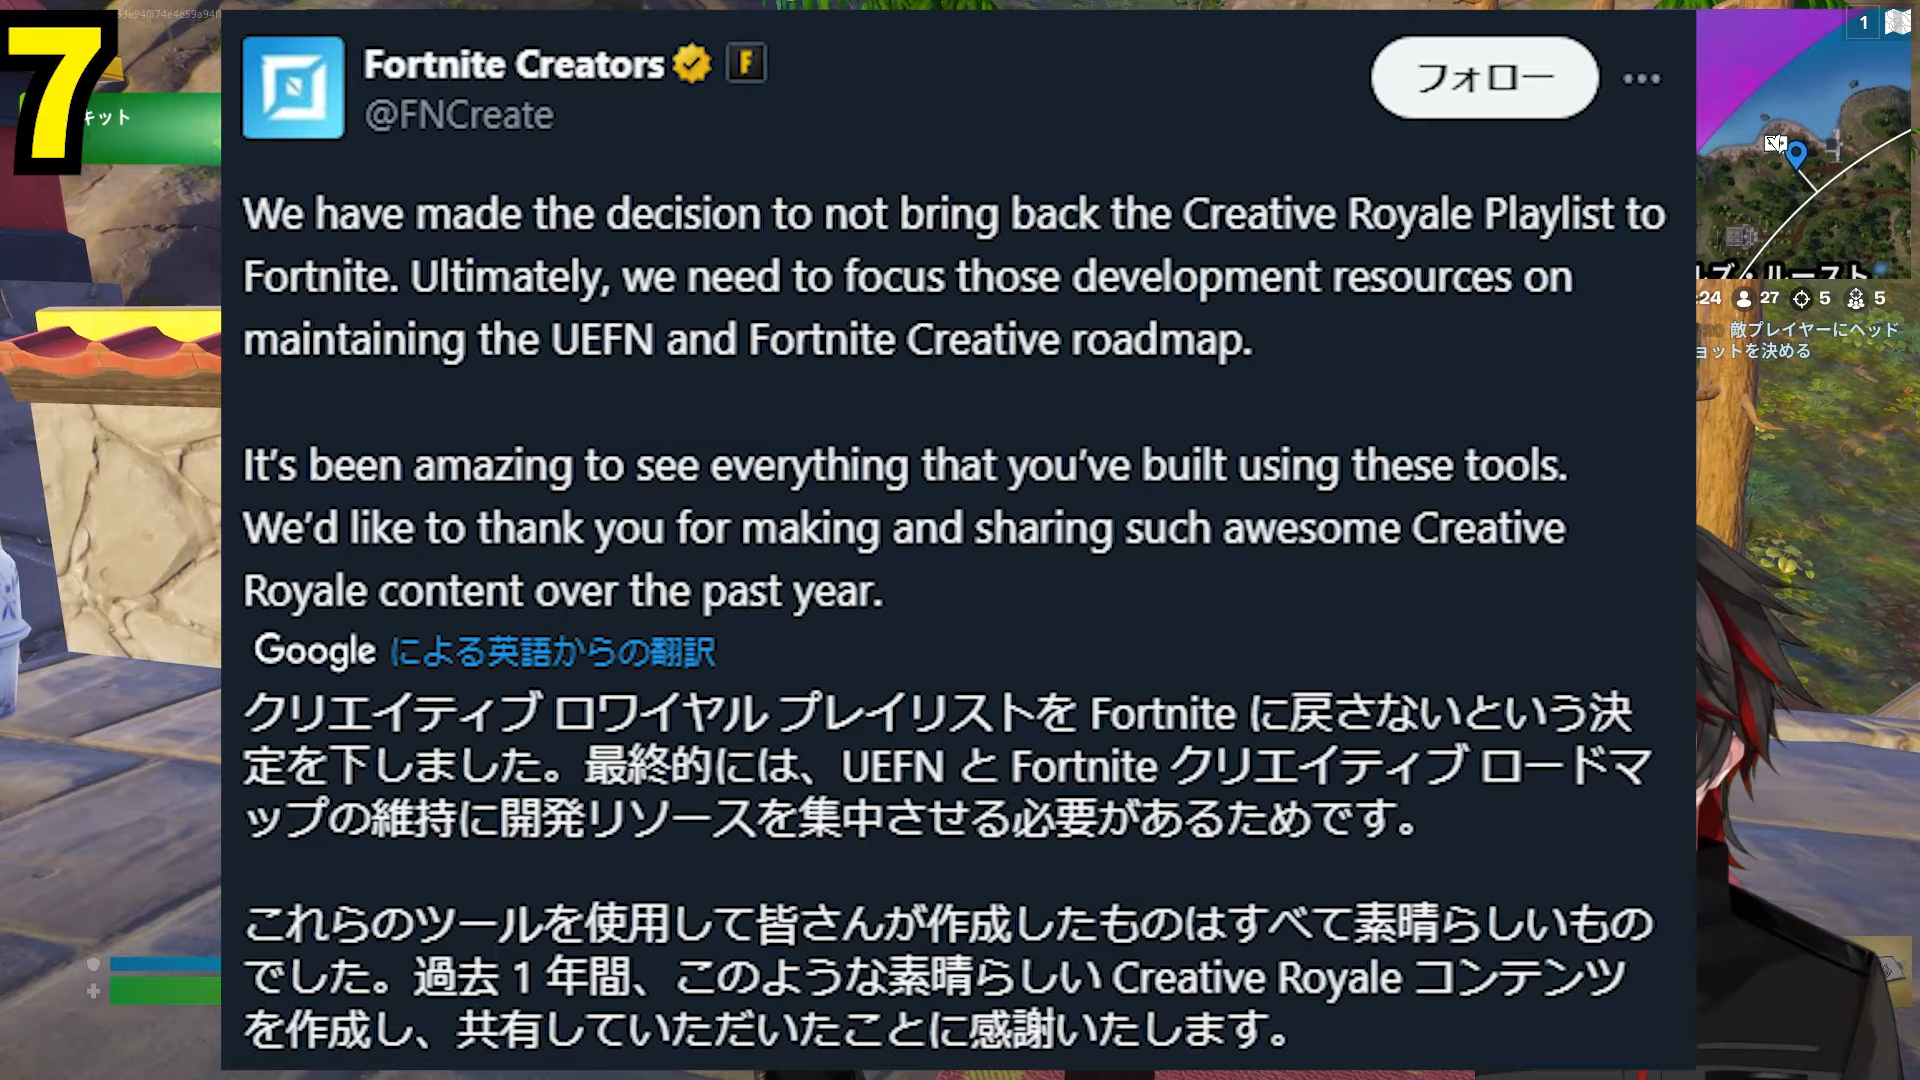 7
キット
Fortnite Creators F
@FNCreate
フォロー
We have made the decision to not bring back the Creative Royale Playlist to
Fortnite. Ultimately, we need to focus those development resources on
maintaining the UEFN and Fortnite Creative roadmap.
It's been amazing to see everything that you've built using these tools.
We'd like to thank you for making and sharing such awesome Creative
Royale content over the past year.
Google による英語からの翻訳
クリエイティブ ロワイヤル プレイリストを Fortnite に戻さないという決
定を下しました。最終的には、UEFN と Fortnite クリエイティブ ロードマ
ップの維持に開発リソースを集中させる必要があるためです。
これらのツールを使用して皆さんが作成したものはすべて素晴らしいもの
でした。過去 1 年間、このような素晴らしい Creative Royale コンテンツ
を作成し、共有していただいたことに感謝いたします。
1
ルズ・ルースト
:24 27 5 5
敵プレイヤーにヘッド
ョットを決める